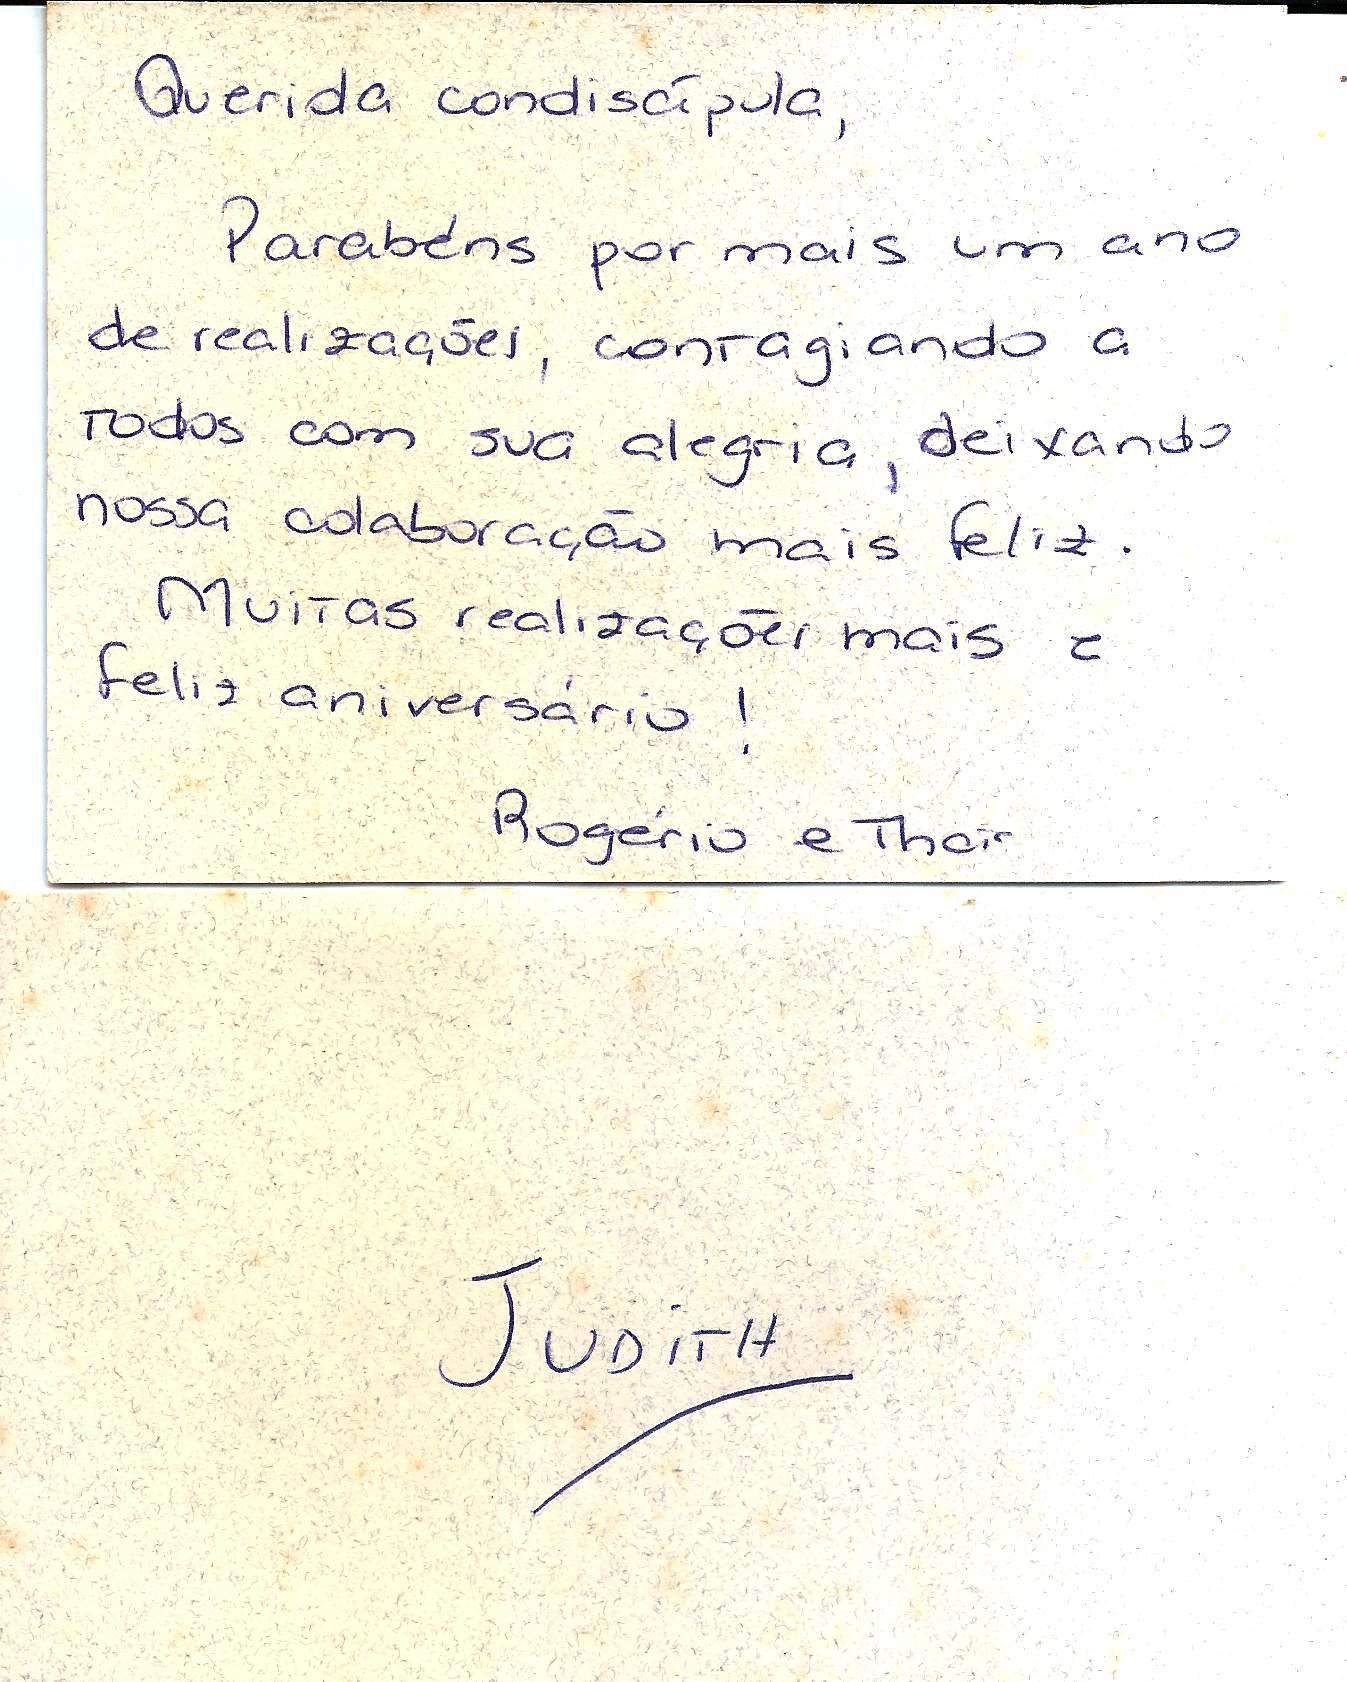 Querida condiscípula,
Parabéns por mais um ano
de realizações, contagiando a
todos com sua alegria, deixando
nossa colaboração mais feliz.
Muitas realizações mais e
feliz aniversário!
Rogério e
JUDITH